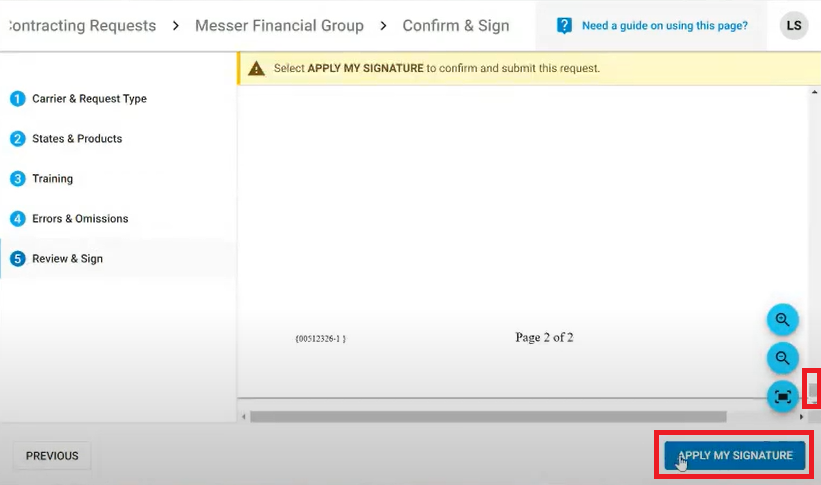 Contracting Requests > Messer Financial Group > Confirm & Sign
Need a guide on using this page?
LS
Select APPLY MY SIGNATURE to confirm and submit this request.
1 Carrier & Request Type
2 States & Products
3 Training
4 Errors & Omissions
5 Review & Sign
{00512326-1 }
Page 2 of 2
PREVIOUS
APPLY MY SIGNATURE